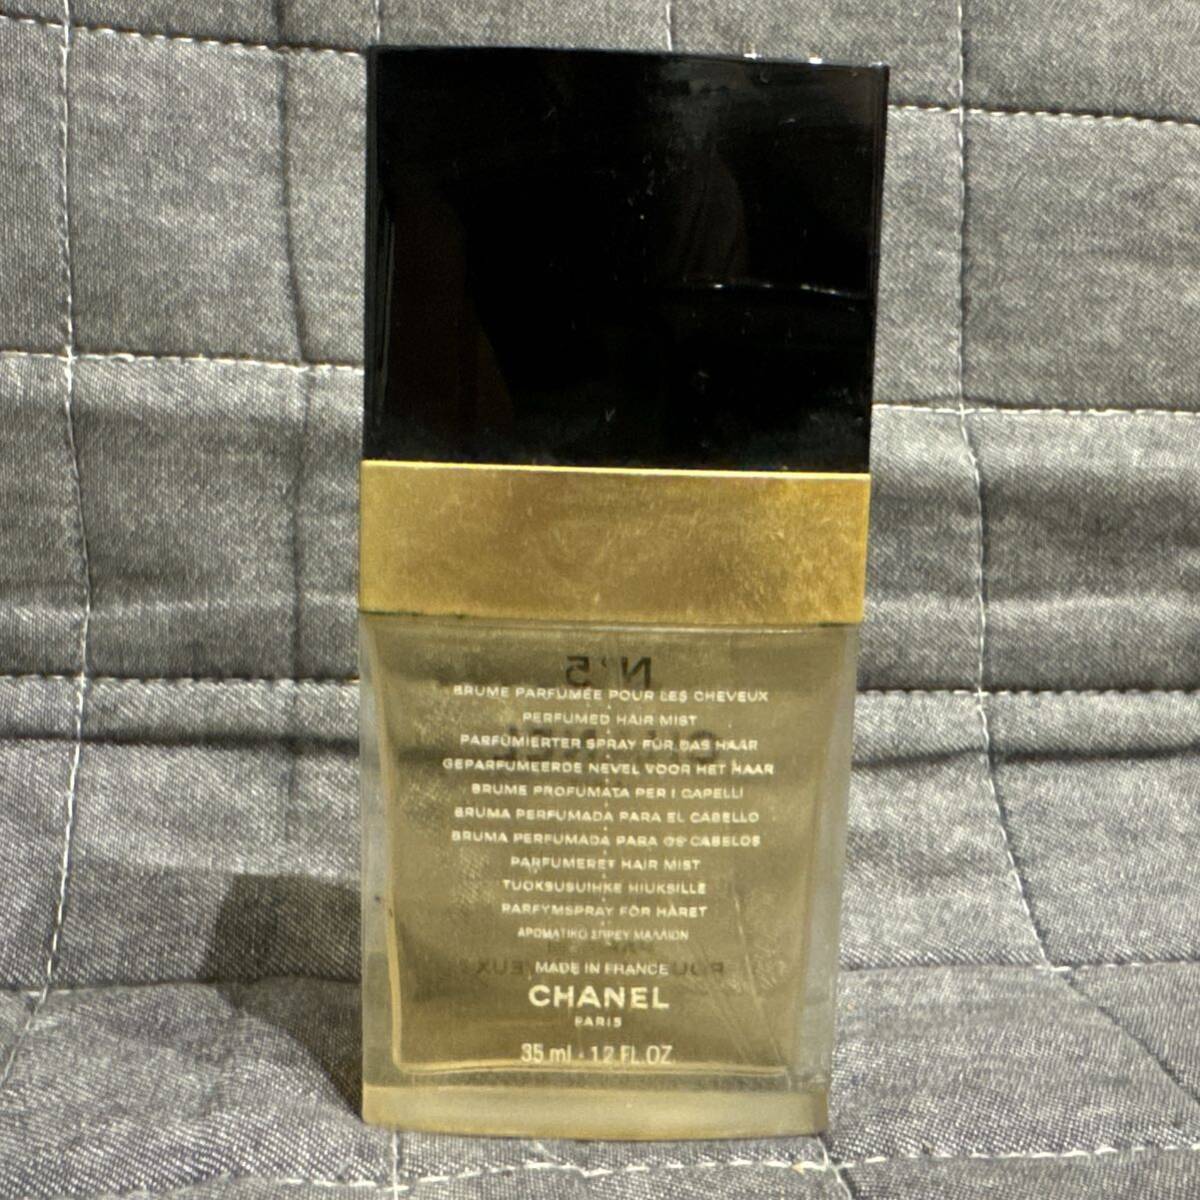 N°5
BRUME PARFUMÉE POUR LES CHEVEUX
PERFUMED HAIR MIST
PARFÜMIERTER SPRAY FÜR DAS HAAR
GEPARFUMEERDE NEVEL VOOR HET HAAR
BRUME PROFUMATA PER I CAPELLI
BRUMA PERFUMADA PARA EL CABELLO
BRUMA PERFUMADA PARA OS CABELOS
PARFUMERET HAIR MIST
TUOKSUSUIHKE HIUKSILLE
PARFYMSPRAY FÖR HÅRET
ΑΡΩΜΑΤΙΚΟ ΣΠΡΕΥ ΜΑΛΛΙΩΝ
MADE IN FRANCE
CHANEL
PARIS
35 ml - 1.2 FL.OZ.